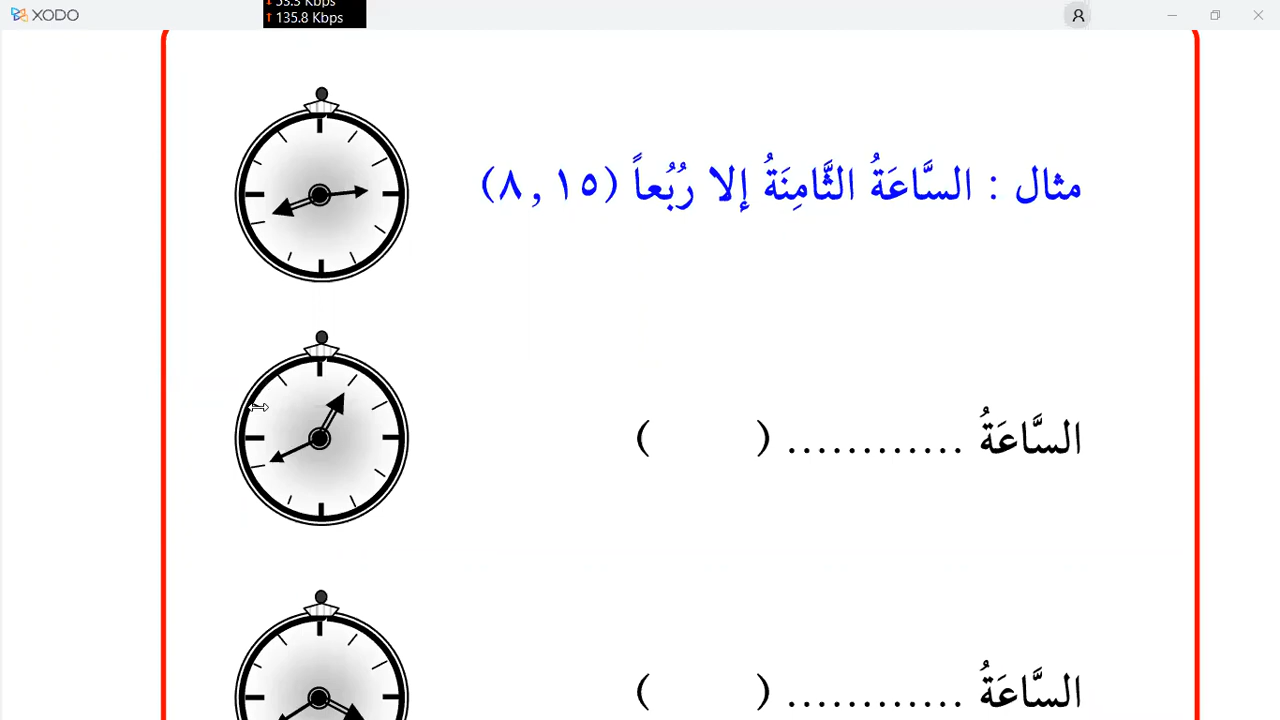 XODO
135.8 Kbps
مثال : السَّاعَةُ الثَّامِنَةُ إلا رُبُعاً (٨,١٥)
السَّاعَةُ ............ ( )
السَّاعَةُ ............ ( )